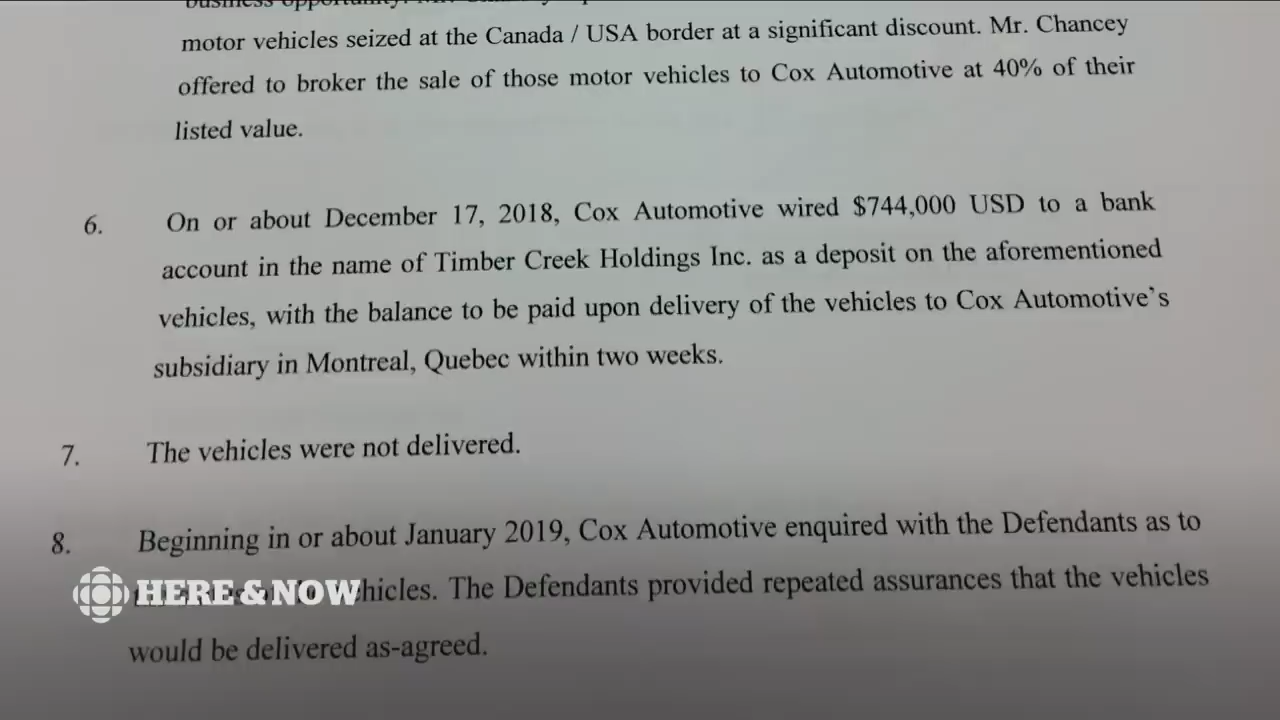 business opportunity.
motor vehicles seized at the Canada / USA border at a significant discount. Mr. Chancey
offered to broker the sale of those motor vehicles to Cox Automotive at 40% of their
listed value.
6. On or about December 17, 2018, Cox Automotive wired $744,000 USD to a bank
account in the name of Timber Creek Holdings Inc. as a deposit on the aforementioned
vehicles, with the balance to be paid upon delivery of the vehicles to Cox Automotive's
subsidiary in Montreal, Quebec within two weeks.
7. The vehicles were not delivered.
8. Beginning in or about January 2019, Cox Automotive enquired with the Defendants as to
vehicles. The Defendants provided repeated assurances that the vehicles
HERE & NOW
would be delivered as-agreed.